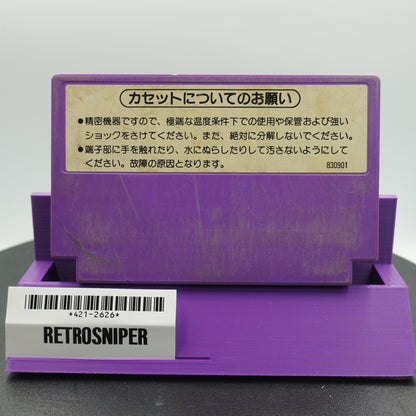 カセットについてのお願い
●精密機器ですので、極端な温度条件下での使用や保管および強い
ショックをさけてください。また、絶対に分解しないでください。
●端子部に手を触れたり、水にぬらしたりして汚さないようにして
ください。故障の原因となります。
830901
*421-2626*
RETROSNIPER